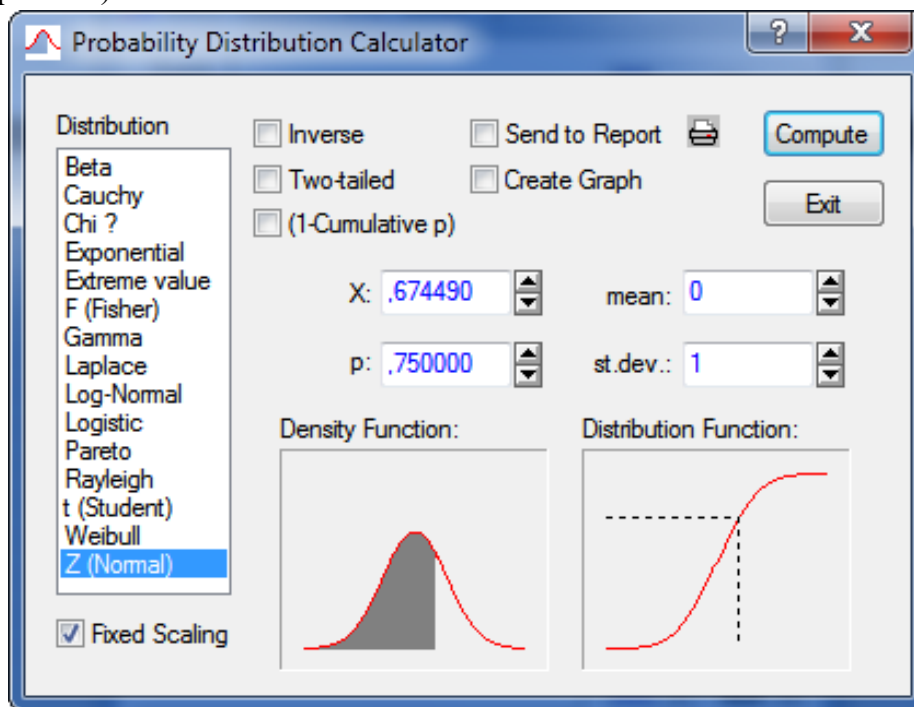 Probability Distribution Calculator
?
X
Distribution
Beta
Cauchy
Chi ?
Exponential
Extreme value
F (Fisher)
Gamma
Laplace
Log-Normal
Logistic
Pareto
Rayleigh
t (Student)
Weibull
Z (Normal)
Fixed Scaling
Inverse
Send to Report
Two-tailed
Create Graph
(1-Cumulative p)
Compute
Exit
X: ,674490
mean: 0
p: ,750000
st.dev.: 1
Density Function:
Distribution Function: